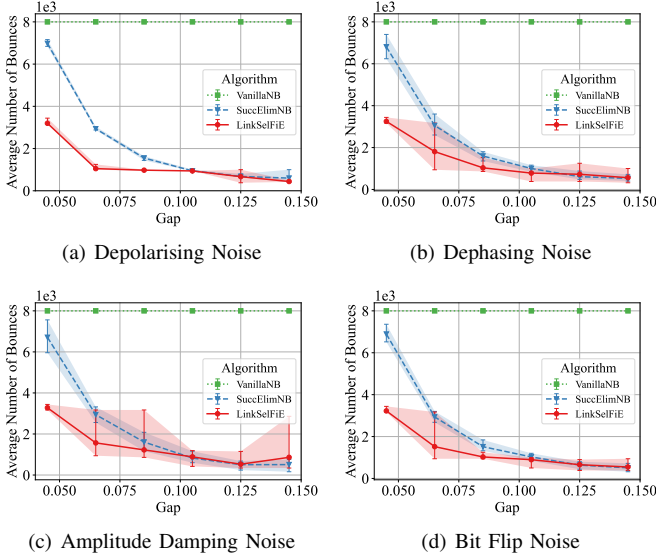 1e3
Average Number of Bounces
8
6
4
2
0
Algorithm
VanillaNB
SuccElimNB
LinkSelFiE
0.050 0.075 0.100 0.125 0.150
Gap
(a) Depolarising Noise
1e3
Average Number of Bounces
8
6
4
2
0
Algorithm
VanillaNB
SuccElimNB
LinkSelFiE
0.050 0.075 0.100 0.125 0.150
Gap
(b) Dephasing Noise
1e3
Average Number of Bounces
8
6
4
2
0
Algorithm
VanillaNB
SuccElimNB
LinkSelFiE
0.050 0.075 0.100 0.125 0.150
Gap
(c) Amplitude Damping Noise
1e3
Average Number of Bounces
8
6
4
2
0
Algorithm
VanillaNB
SuccElimNB
LinkSelFiE
0.050 0.075 0.100 0.125 0.150
Gap
(d) Bit Flip Noise